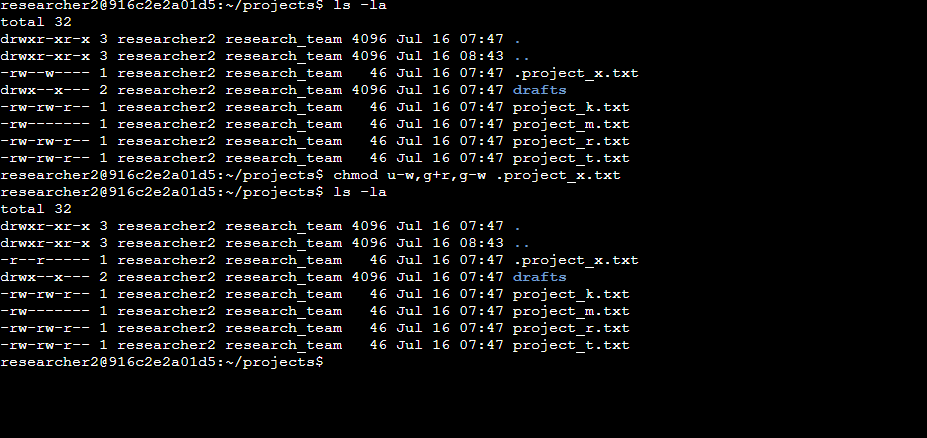 researcher2@916c2e2a01d5:~/projects$ ls -la
total 32
drwxr-xr-x 3 researcher2 research_team 4096 Jul 16 07:47 .
drwxr-xr-x 3 researcher2 research_team 4096 Jul 16 08:43 ..
-rw--w---- 1 researcher2 research_team   46 Jul 16 07:47 .project_x.txt
drwx--x--- 2 researcher2 research_team 4096 Jul 16 07:47 drafts
-rw-rw-r-- 1 researcher2 research_team   46 Jul 16 07:47 project_k.txt
-rw------- 1 researcher2 research_team   46 Jul 16 07:47 project_m.txt
-rw-rw-r-- 1 researcher2 research_team   46 Jul 16 07:47 project_r.txt
-rw-rw-r-- 1 researcher2 research_team   46 Jul 16 07:47 project_t.txt
researcher2@916c2e2a01d5:~/projects$ chmod u-w,g+r,g-w .project_x.txt
researcher2@916c2e2a01d5:~/projects$ ls -la
total 32
drwxr-xr-x 3 researcher2 research_team 4096 Jul 16 07:47 .
drwxr-xr-x 3 researcher2 research_team 4096 Jul 16 08:43 ..
-r--r----- 1 researcher2 research_team   46 Jul 16 07:47 .project_x.txt
drwx--x--- 2 researcher2 research_team 4096 Jul 16 07:47 drafts
-rw-rw-r-- 1 researcher2 research_team   46 Jul 16 07:47 project_k.txt
-rw------- 1 researcher2 research_team   46 Jul 16 07:47 project_m.txt
-rw-rw-r-- 1 researcher2 research_team   46 Jul 16 07:47 project_r.txt
-rw-rw-r-- 1 researcher2 research_team   46 Jul 16 07:47 project_t.txt
researcher2@916c2e2a01d5:~/projects$